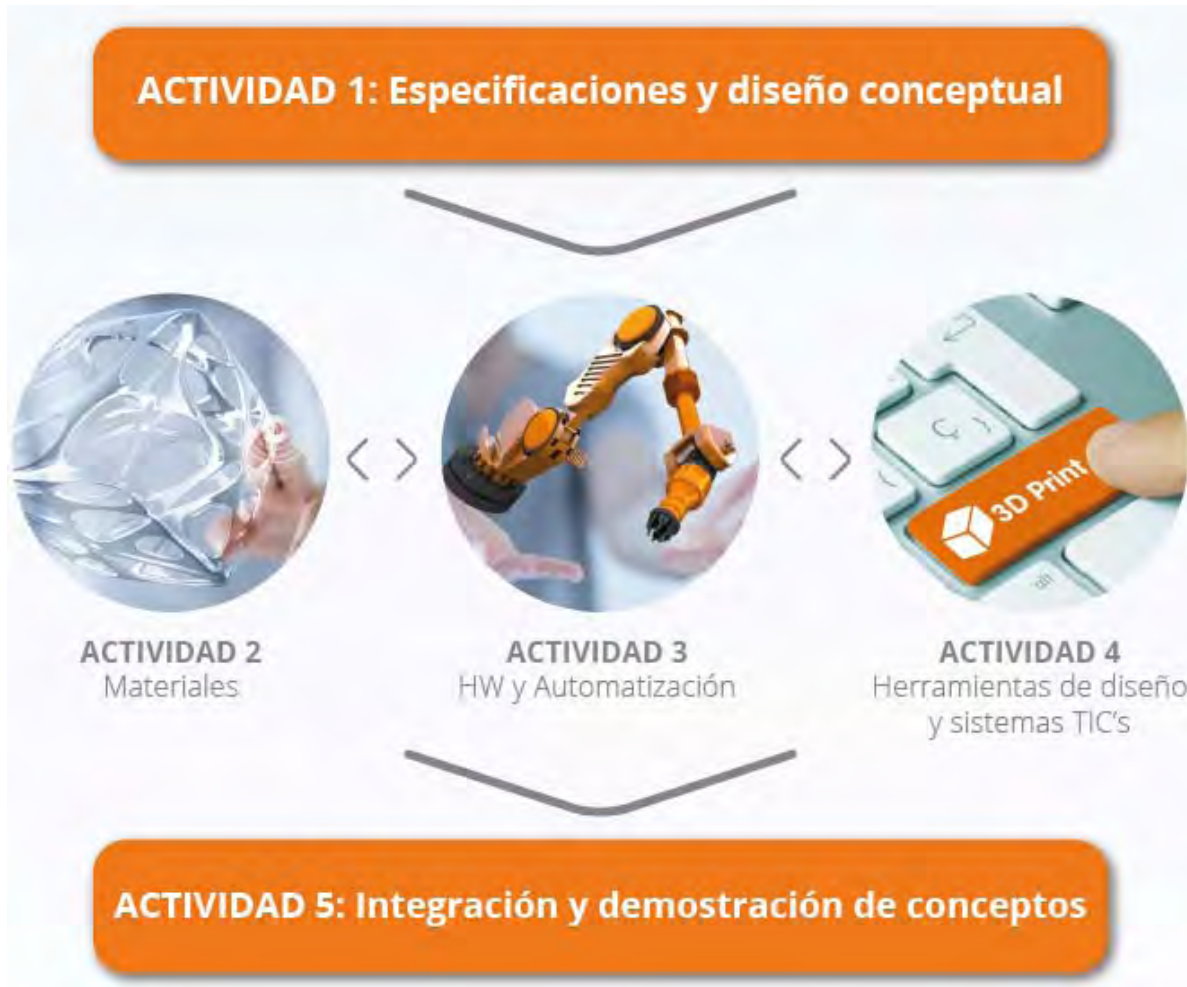 ACTIVIDAD 1: Especificaciones y diseño conceptual
3D Print
Ç
alt
ACTIVIDAD 2
Materiales
ACTIVIDAD 3
HW y Automatización
ACTIVIDAD 4
Herramientas de diseño
y sistemas TIC's
ACTIVIDAD 5: Integración y demostración de conceptos